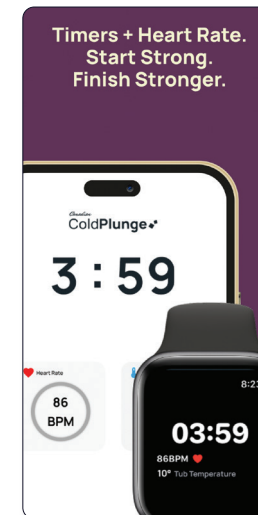 Timers + Heart Rate.
Start Strong.
Finish Stronger.
ColdPlunge
3:59
Heart Rate
86
BPM
8:2
03:59
86BPM
10° Tub Temperature